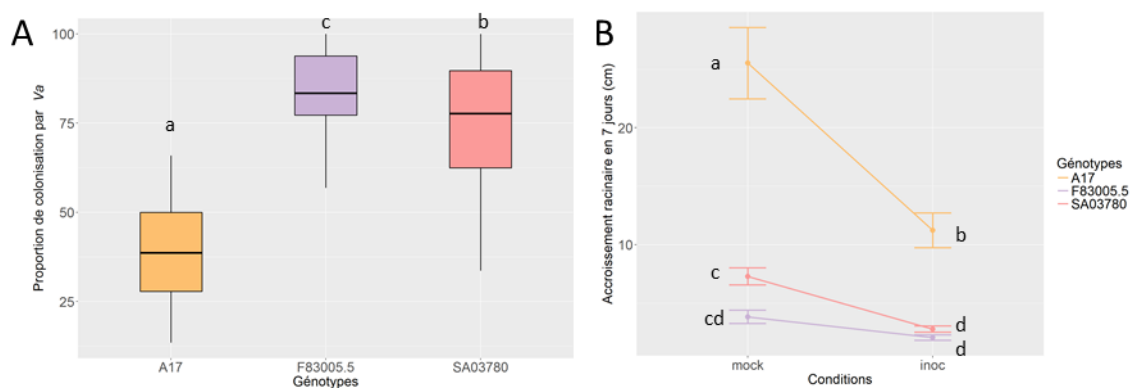 A
Proportion de colonisation par Va
100
75
50
25
a
c
b
A17
F83005.5
SA03780
Génotypes
B
Accroissement racinaire en 7 jours (cm)
20
10
a
b
c
cd
d
d
mock
inoc
Conditions
Génotypes
A17
F83005.5
SA03780